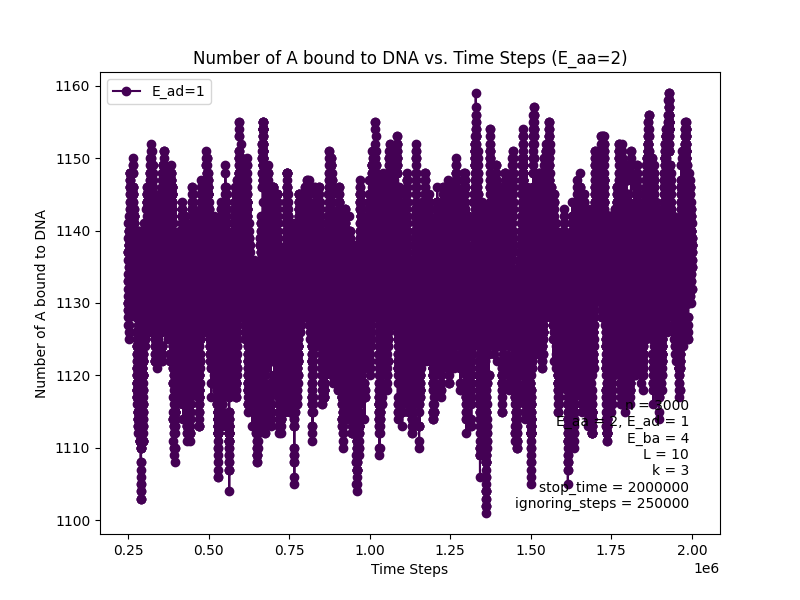 Number of A bound to DNA vs. Time Steps (E_aa=2)
E_ad=1
Number of A bound to DNA
1160
1150
1140
1130
1120
1110
1100
= 3000
E_aa = 2, E_ad = 1
E_ba = 4
L = 10
k = 3
stop_time = 2000000
ignoring_steps = 250000
0.25 0.50 0.75 1.00 1.25 1.50 1.75 2.00
1e6
Time Steps